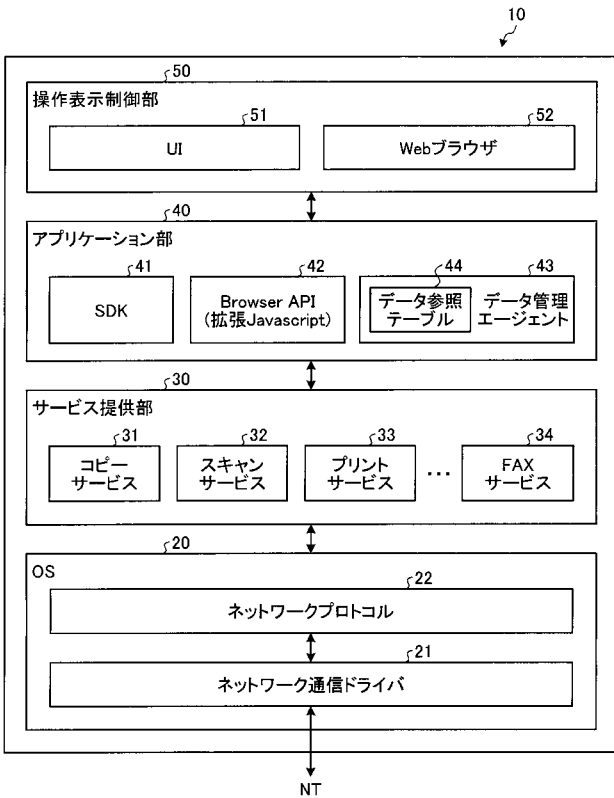 10
50
操作表示制御部
51
UI
52
Webブラウザ
40
アプリケーション部
41
SDK
42
Browser API
(拡張Javascript)
44
データ参照
テーブル
43
データ管理
エージェント
30
サービス提供部
31
コピー
サービス
32
スキャン
サービス
33
プリント
サービス
...
34
FAX
サービス
20
OS
22
ネットワークプロトコル
21
ネットワーク通信ドライバ
NT